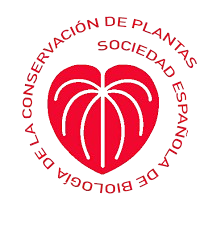 SOCIEDAD ESPAÑOLA DE BIOLOGÍA DE LA CONSERVACIÓN DE PLANTAS